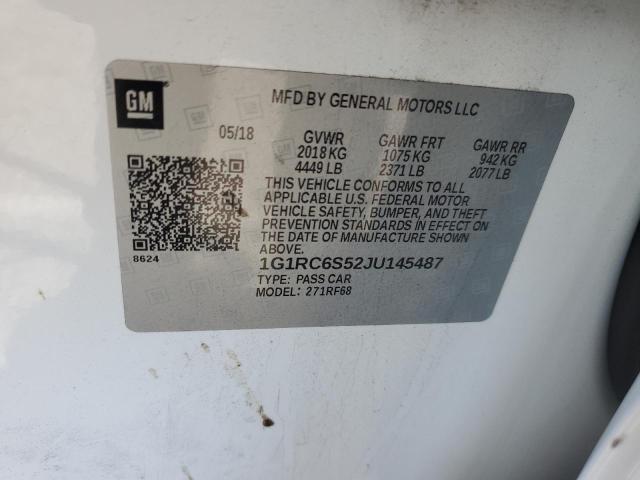 GM
MFD BY GENERAL MOTORS LLC
05/18 GVWR GAWR FRT GAWR RR
2018 KG 1075 KG 942 KG
4449 LB 2371 LB 2077 LB
THIS VEHICLE CONFORMS TO ALL
APPLICABLE U.S. FEDERAL MOTOR
VEHICLE SAFETY, BUMPER, AND THEFT
PREVENTION STANDARDS IN EFFECT ON
THE DATE OF MANUFACTURE SHOWN
ABOVE.
8624
1G1RC6S52JU145487
TYPE: PASS CAR
MODEL: 271RF68